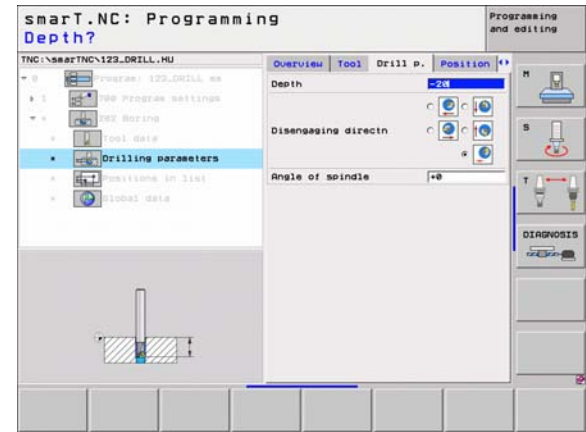 smarT.NC: Programming
Depth?
Programming
and editing
TNC:\smarTNC\123_DRILL.HU
0 Program: 123_DRILL mm
1 700 Program settings
262 Boring
Tool data
Drilling parameters
Positions in list
Global data
Overview Tool Drill p. Position
Depth -20
Disengaging directn
Angle of spindle +0
M
S
T
DIAGNOSIS